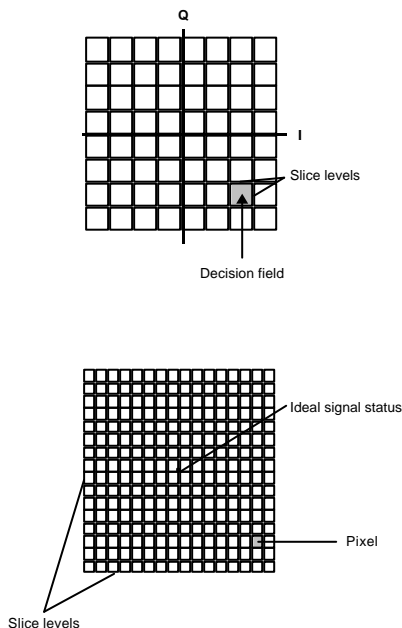 Q
I
Slice levels
Decision field
Ideal signal status
Pixel
Slice levels